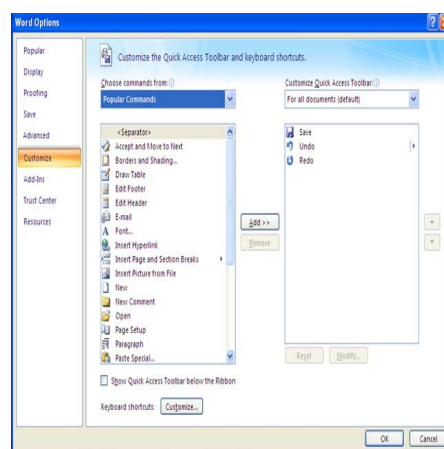 Word Options
Popular
Display
Proofing
Save
Advanced
Customize
Add-Ins
Trust Center
Resources
Customize the Quick Access Toolbar and keyboard shortcuts.
Choose commands from:
Popular Commands
<Separator>
Accept and Move to Next
Borders and Shading...
Draw Table
Edit Footer
Edit Header
E-mail
Font...
Insert Hyperlink
Insert Page and Section Breaks
Insert Picture from File
New
New Comment
Open
Page Setup
Paragraph
Paste Special...
Add >>
Remove
Customize Quick Access Toolbar:
For all documents (default)
Save
Undo
Redo
Reset
Modify...
Show Quick Access Toolbar below the Ribbon
Keyboard shortcuts: Customize...
OK
Cancel